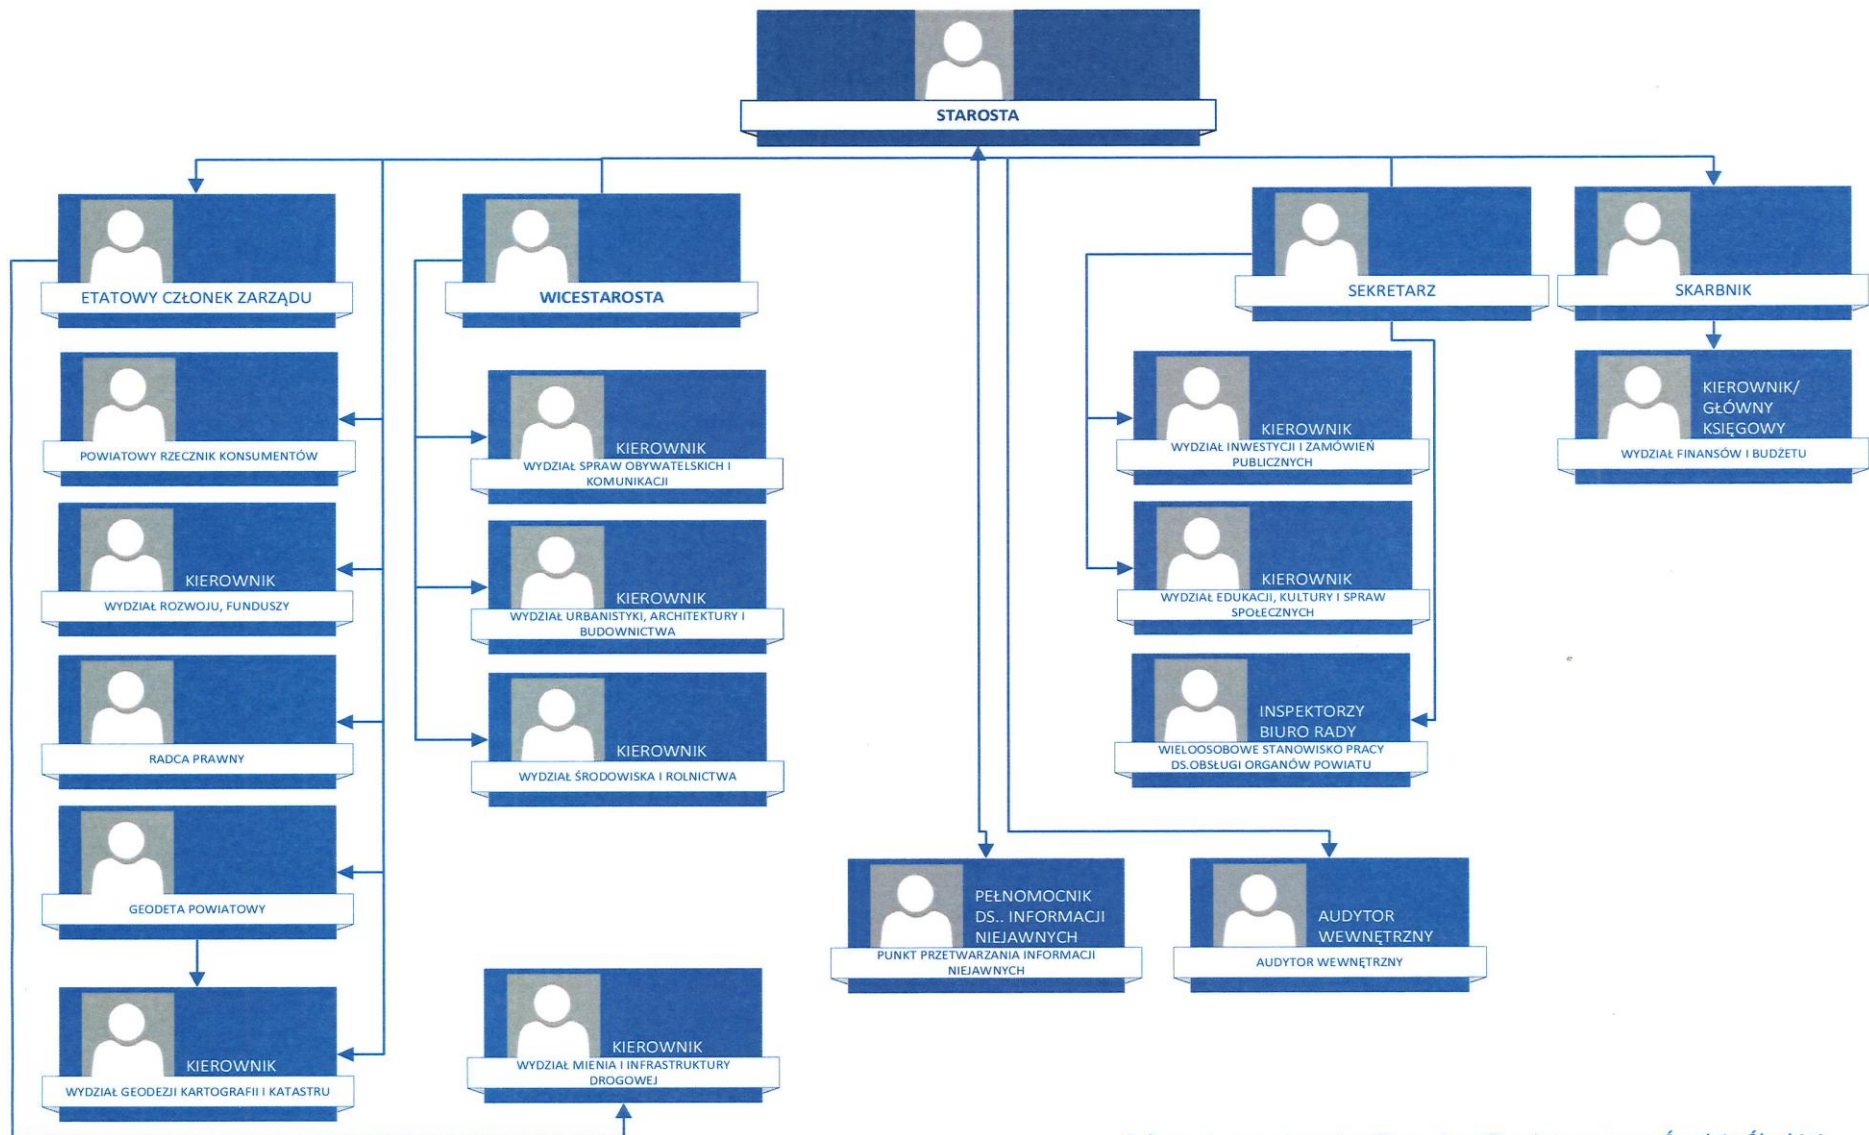 STAROSTA
ETATOWY CZŁONEK ZARZĄDU
WICESTAROSTA
SEKRETARZ
SKARBNIK
POWIATOWY RZECZNIK KONSUMENTÓW
KIEROWNIK
WYDZIAŁ SPRAW OBYWATELSKICH I
KOMUNIKACJI
KIEROWNIK
WYDZIAŁ INWESTYCJI I ZAMÓWIEŃ
PUBLICZNYCH
KIEROWNIK/
GŁÓWNY
KSIĘGOWY
WYDZIAŁ FINANSÓW I BUDŻETU
KIEROWNIK
WYDZIAŁ ROZWOJU, FUNDUSZY
KIEROWNIK
WYDZIAŁ URBANISTYKI, ARCHITEKTURY I
BUDOWNICTWA
KIEROWNIK
WYDZIAŁ EDUKACJI, KULTURY I SPRAW
SPOŁECZNYCH
RADCA PRAWNY
KIEROWNIK
WYDZIAŁ ŚRODOWISKA I ROLNICTWA
INSPEKTORZY
BIURO RADY
WIELOOSOBOWE STANOWISKO PRACY
DS.OBSŁUGI ORGANÓW POWIATU
GEODETA POWIATOWY
PEŁNOMOCNIK
DS.. INFORMACJI
NIEJAWNYCH
PUNKT PRZETWARZANIA INFORMACJI
NIEJAWNYCH
AUDYTOR
WEWNĘTRZNY
AUDYTOR WEWNĘTRZNY
KIEROWNIK
WYDZIAŁ GEODEZJI KARTOGRAFII I KATASTRU
KIEROWNIK
WYDZIAŁ MIENIA I INFRASTRUKTURY
DROGOWEJ